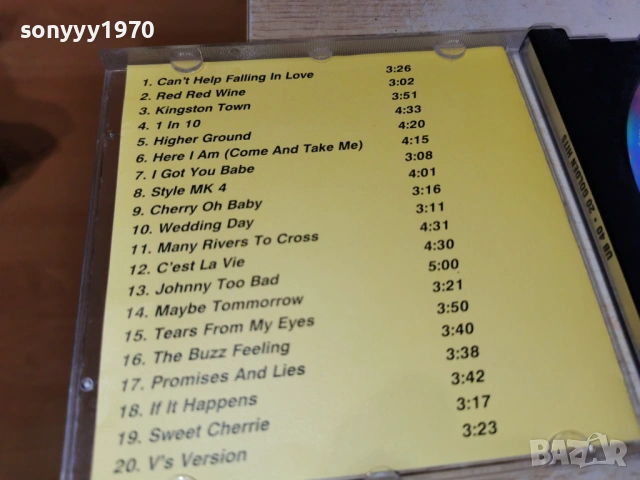 sonyyy1970
1. Can't Help Falling In Love 3:26
2. Red Red Wine 3:02
3. Kingston Town 3:51
4. 1 In 10 4:33
5. Higher Ground 4:20
6. Here I Am (Come And Take Me) 4:15
7. I Got You Babe 3:08
8. Style MK 4 4:01
9. Cherry Oh Baby 3:16
10. Wedding Day 3:11
11. Many Rivers To Cross 4:31
12. C'est La Vie 4:30
13. Johnny Too Bad 5:00
14. Maybe Tommorrow 3:21
15. Tears From My Eyes 3:50
16. The Buzz Feeling 3:40
17. Promises And Lies 3:38
18. If It Happens 3:42
19. Sweet Cherrie 3:17
20. V's Version 3:23
UB 40 • 20 GOLDEN HITS
BAZAR